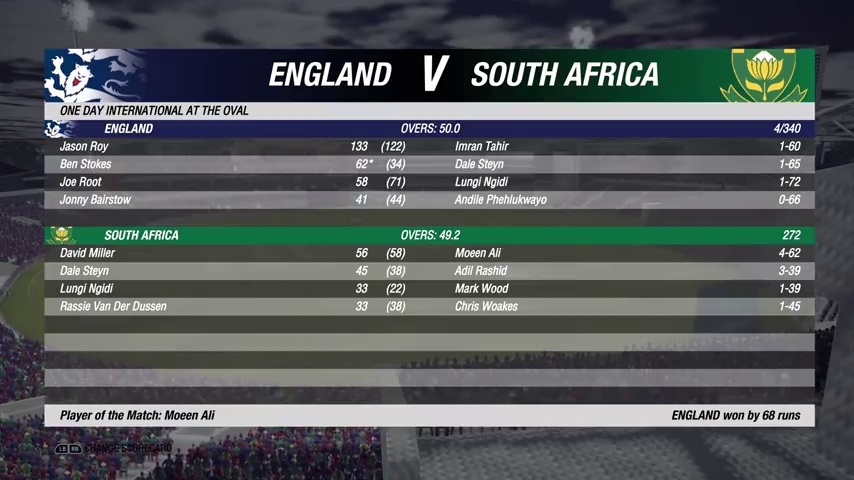 ENGLAND V SOUTH AFRICA
ONE DAY INTERNATIONAL AT THE OVAL
ENGLAND OVERS: 50.0 4/340
Jason Roy 133 (122) Imran Tahir 1-60
Ben Stokes 62* (34) Dale Steyn 1-65
Joe Root 58 (71) Lungi Ngidi 1-72
Jonny Bairstow 41 (44) Andile Phehlukwayo 0-66
SOUTH AFRICA OVERS: 49.2 272
David Miller 56 (58) Moeen Ali 4-62
Dale Steyn 45 (38) Adil Rashid 3-39
Lungi Ngidi 33 (22) Mark Wood 1-39
Rassie Van Der Dussen 33 (38) Chris Woakes 1-45
Player of the Match: Moeen Ali ENGLAND won by 68 runs
LB RB CHANGE SCORECARD